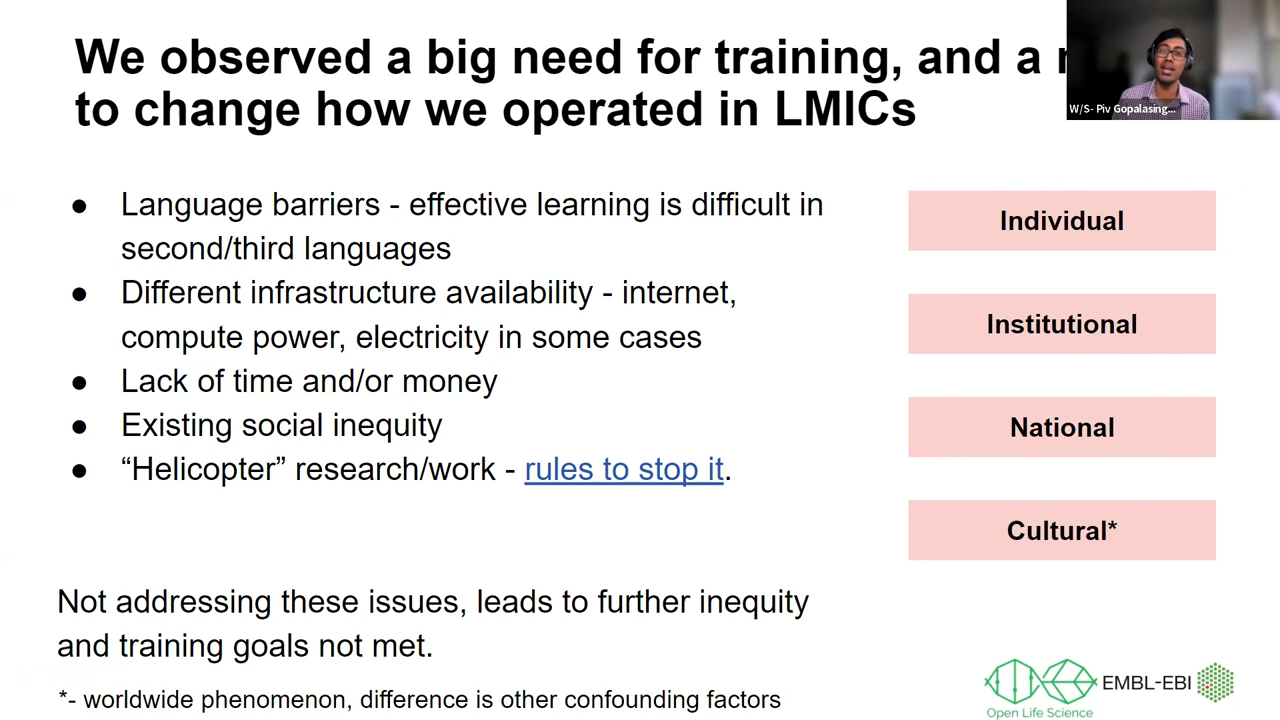 We observed a big need for training, and a
to change how we operated in LMICs
W/S- Piv Gopalasing...
● Language barriers - effective learning is difficult in
second/third languages
● Different infrastructure availability - internet,
compute power, electricity in some cases
● Lack of time and/or money
● Existing social inequity
● “Helicopter” research/work - rules to stop it.
Individual
Institutional
National
Cultural*
Not addressing these issues, leads to further inequity
and training goals not met.
*- worldwide phenomenon, difference is other confounding factors
Open Life Science
EMBL-EBI